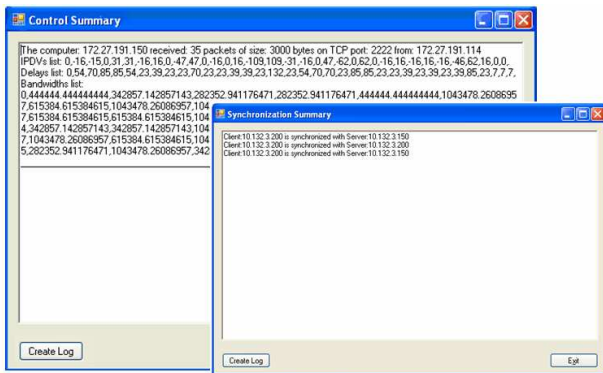 Control Summary
The computer: 172.27.191.150 received: 35 packets of size: 3000 bytes on TCP port: 2222 from: 172.27.191.114
IPDVs list: 0,-16,-15,0,31,31,-16,16,0,-47,47,0,-16,0,16,-109,109,-31,-16,0,47,-62,0,62,0,-16,16,-16,16,-16,-46,62,16,0,0,
Delays list: 0,54,70,85,85,54,23,39,23,23,70,23,23,39,39,23,132,23,54,70,70,23,85,85,23,23,39,23,39,23,39,85,23,7,7,7,
Bandwidths list:
0,444444.444444444,342857.142857143,282352.941176471,282352.941176471,444444.444444444,1043478.2608695
7,615384.615384615,1043478.26086957,104
7,615384.615384615,615384.615384615,104
4,342857.142857143,342857.142857143,104
7,1043478.26086957,615384.615384615,104
5,282352.941176471,1043478.26086957,342
Create Log
Synchronization Summary
Client:10.132.3.200 is synchronized with Server:10.132.3.150
Client:10.132.3.150 is synchronized with Server:10.132.3.200
Client:10.132.3.200 is synchronized with Server:10.132.3.150
Create Log
Exit